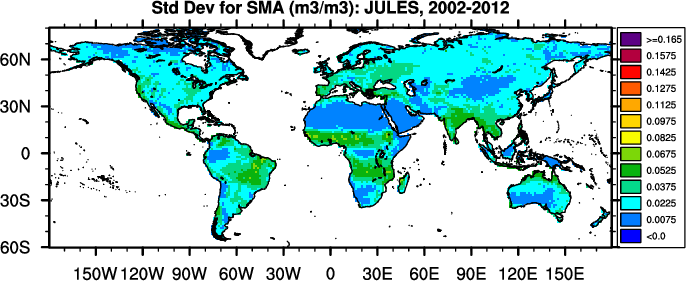 Std Dev for SMA (m3/m3): JULES, 2002-2012
60N
30N
0
30S
60S
150W 120W 90W 60W 30W 0 30E 60E 90E 120E 150E
>=0.165
0.1575
0.1425
0.1275
0.1125
0.0975
0.0825
0.0675
0.0525
0.0375
0.0225
0.0075
<0.0